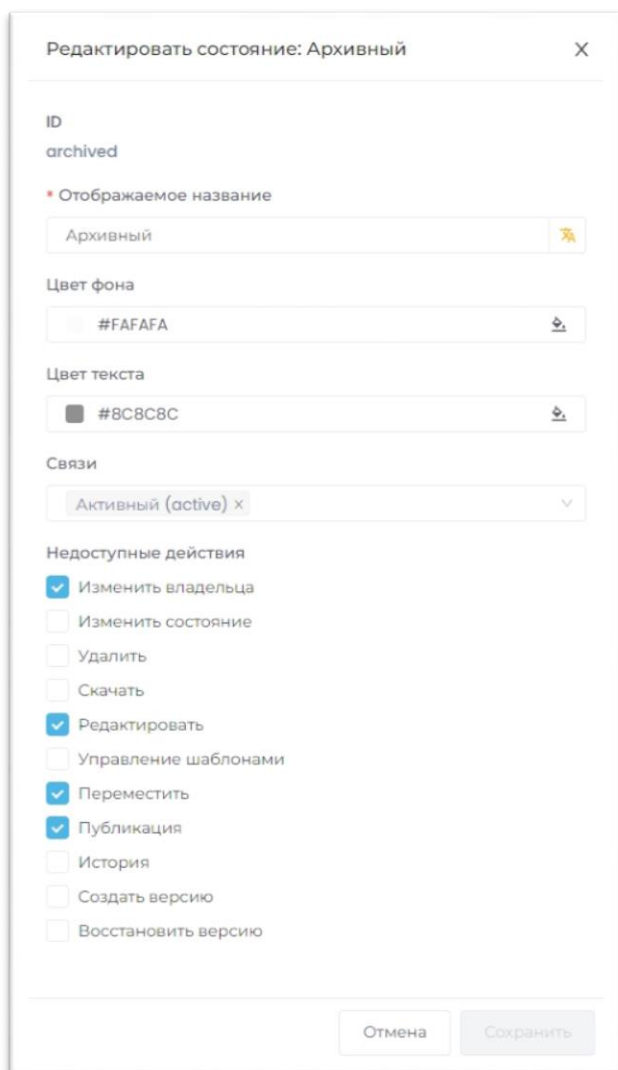 Редактировать состояние: Архивный
ID
archived
* Отображаемое название
Архивный
Цвет фона
#FAFAFA
Цвет текста
#8C8C8C
Связи
Активный (active) ×
Недоступные действия
Изменить владельца
Изменить состояние
Удалить
Скачать
Редактировать
Управление шаблонами
Переместить
Публикация
История
Создать версию
Восстановить версию
Отмена Сохранить